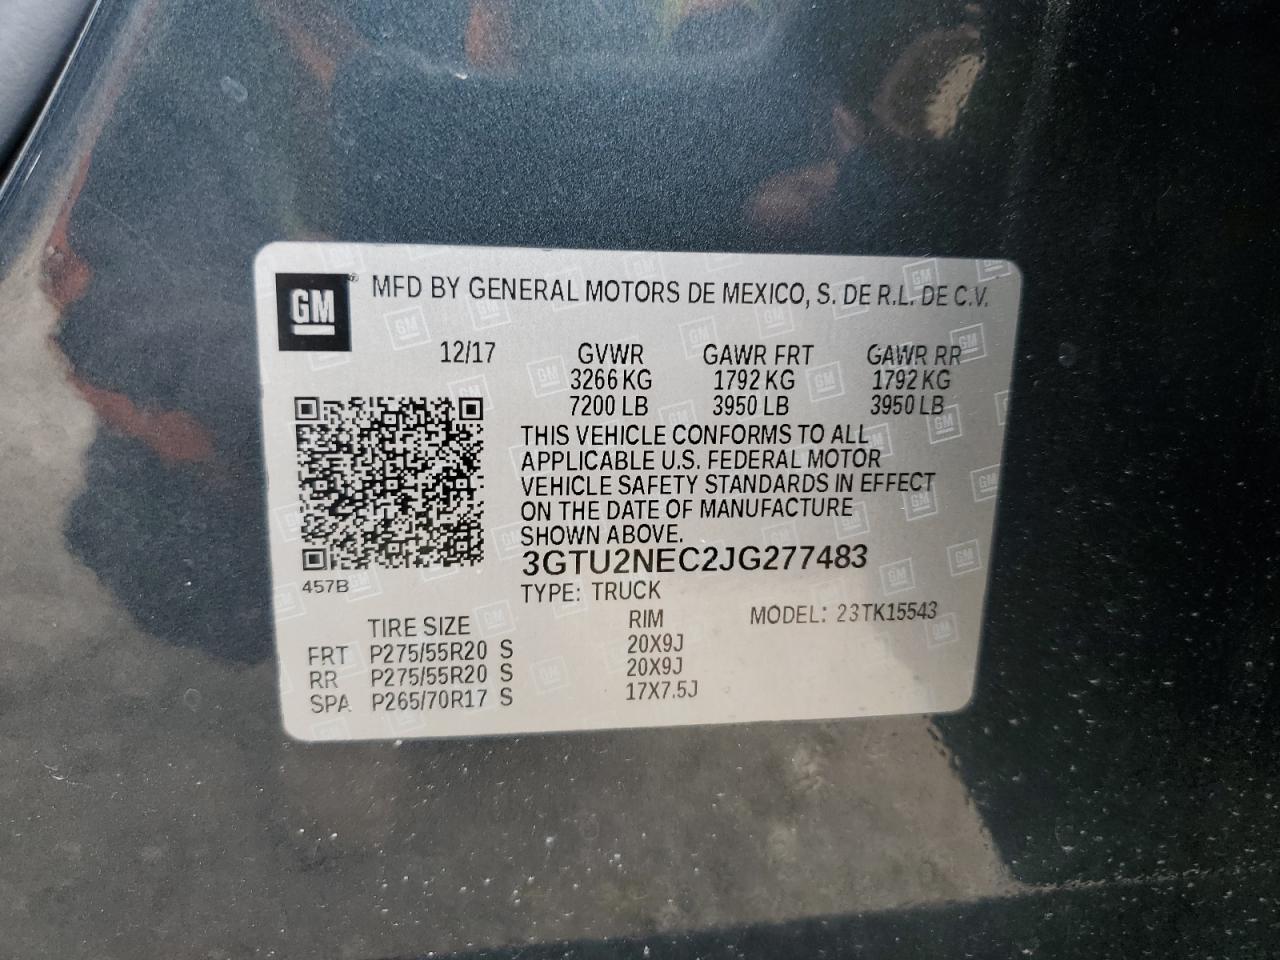 GM ® MFD BY GENERAL MOTORS DE MEXICO, S. DE R.L. DE C.V.
12/17 GVWR GAWR FRT GAWR RR
3266 KG 1792 KG 1792 KG
7200 LB 3950 LB 3950 LB
THIS VEHICLE CONFORMS TO ALL
APPLICABLE U.S. FEDERAL MOTOR
VEHICLE SAFETY STANDARDS IN EFFECT
ON THE DATE OF MANUFACTURE
SHOWN ABOVE.
3GTU2NEC2JG277483
457B TYPE: TRUCK
TIRE SIZE RIM MODEL: 23TK15543
FRT P275/55R20 S 20X9J
RR P275/55R20 S 20X9J
SPA P265/70R17 S 17X7.5J